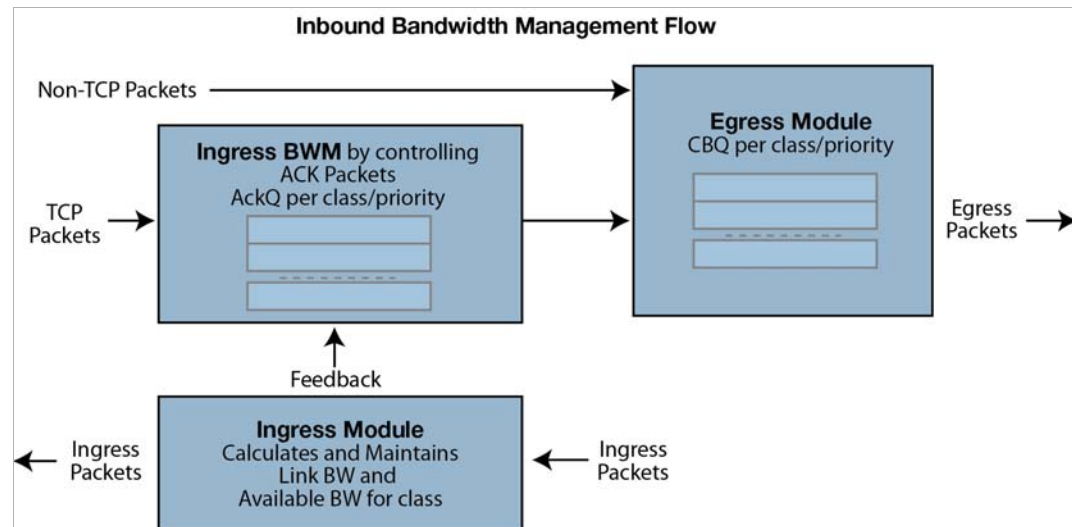 Inbound Bandwidth Management Flow
Non-TCP Packets
Egress Module
CBQ per class/priority
Ingress BWM by controlling
ACK Packets
AckQ per class/priority
TCP
Packets
Egress
Packets
Feedback
Ingress
Packets
Ingress Module
Calculates and Maintains
Link BW and
Available BW for class
Ingress
Packets